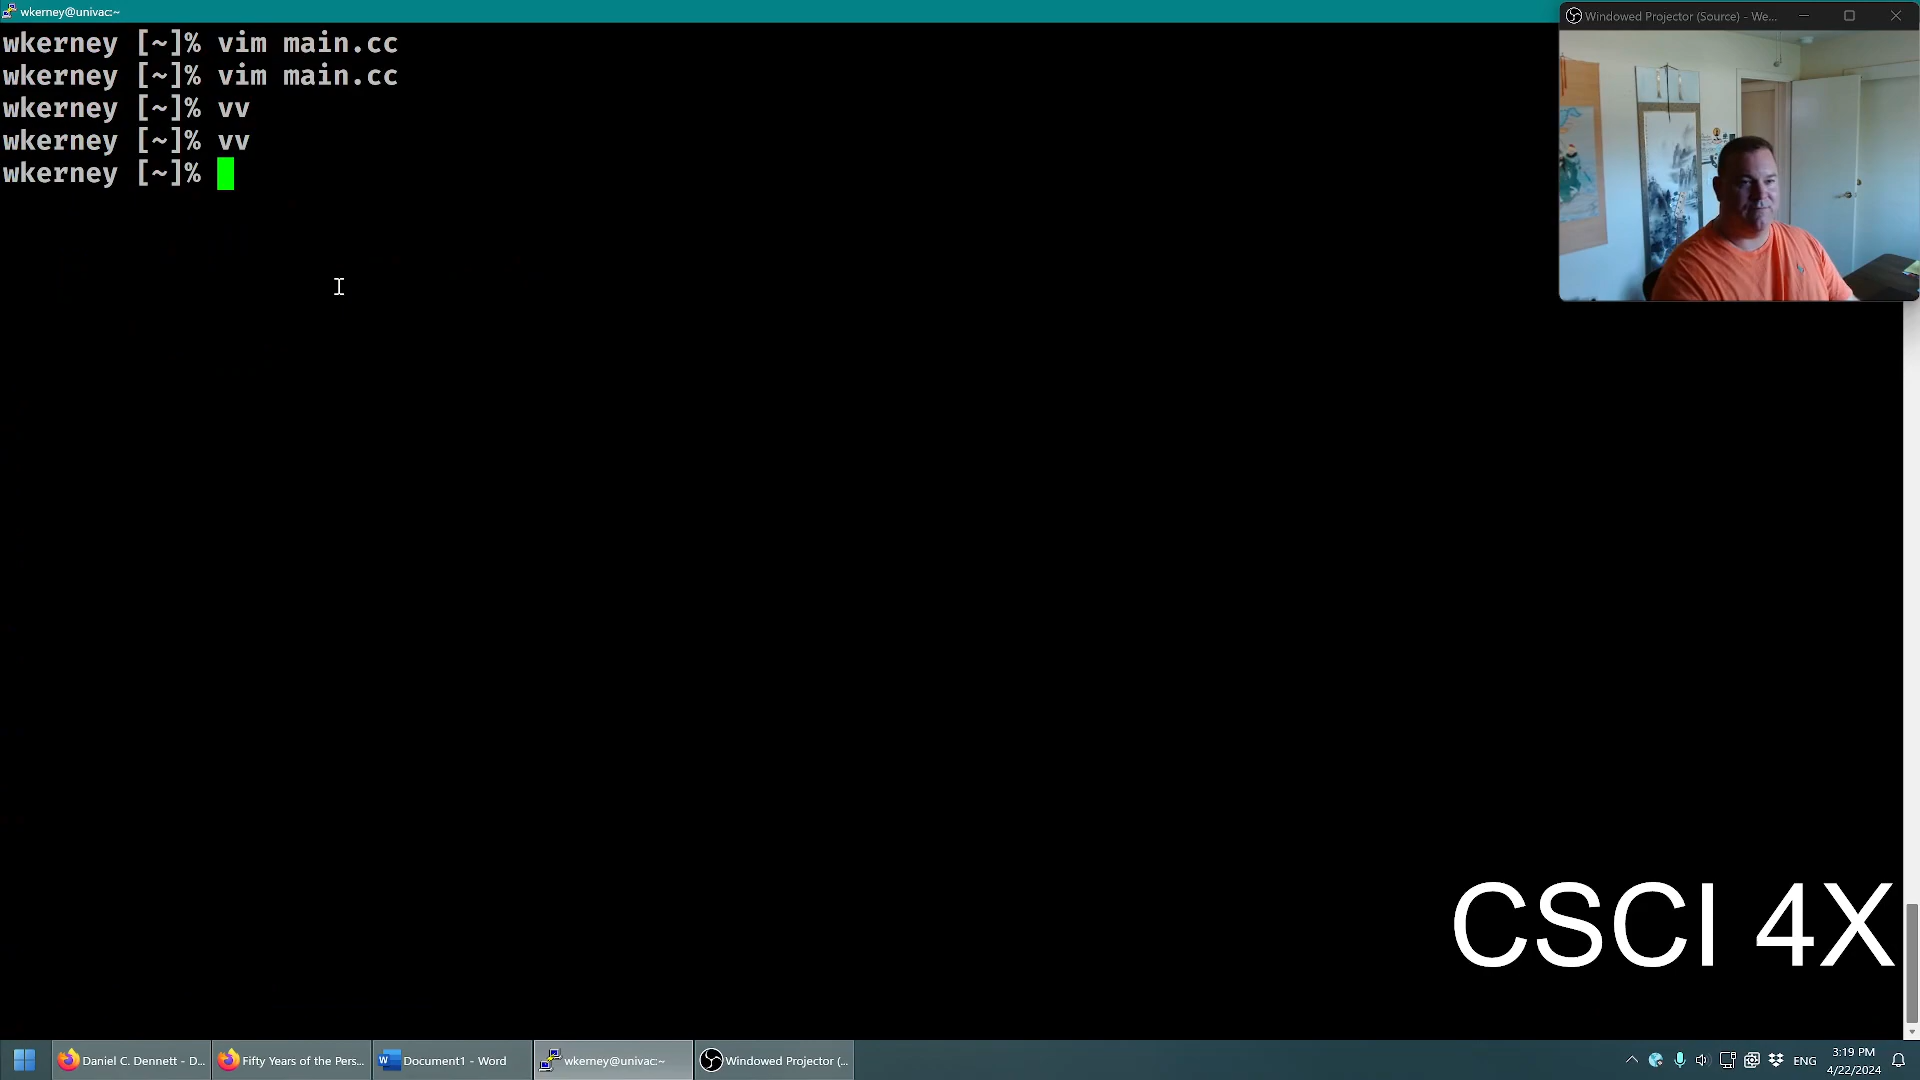 wkerney@univac:~
Windowed Projector (Source) - We...
wkerney [~]% vim main.cc
wkerney [~]% vim main.cc
wkerney [~]% vv
wkerney [~]% vv
wkerney [~]%
CSCI 4X
Daniel C. Dennett - D...
Fifty Years of the Pers...
Document1 - Word
wkerney@univac:~
Windowed Projector (...
ENG
3:19 PM
4/22/2024